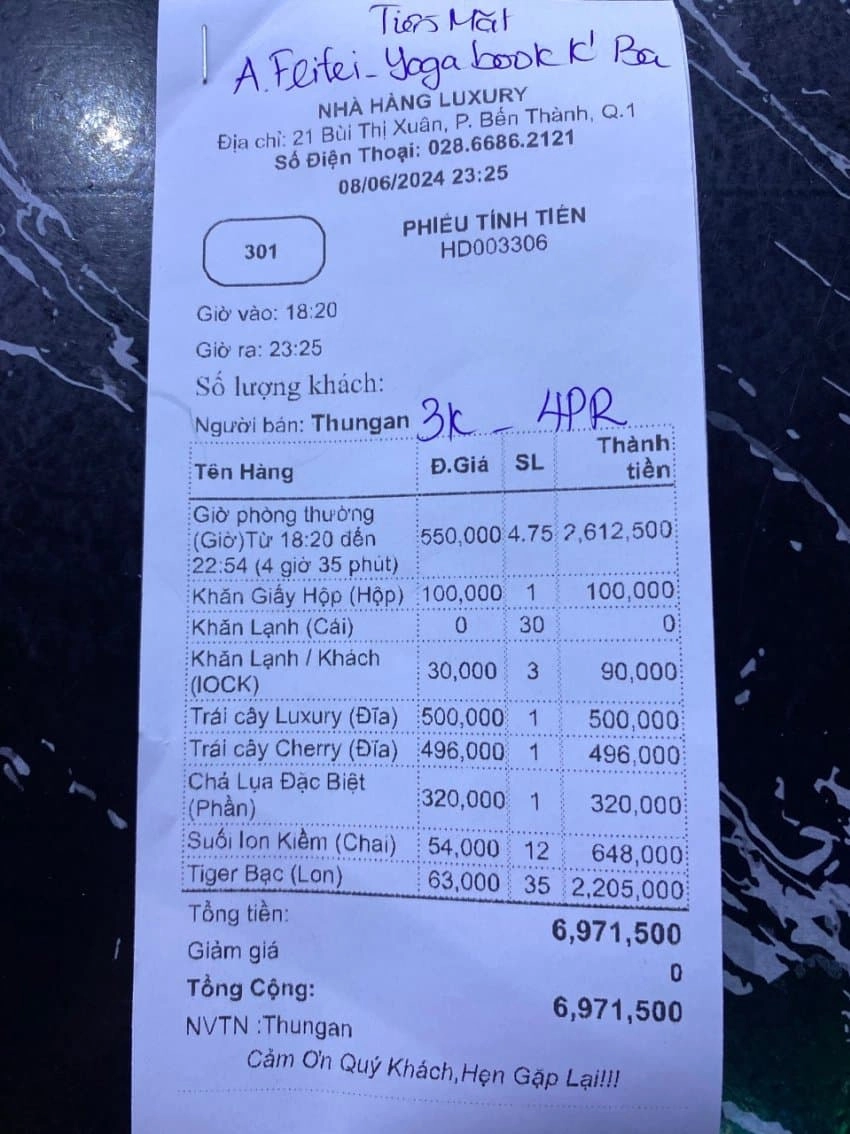 Tiền Mặt
A. Feifei - Yoga book k' Ba
NHÀ HÀNG LUXURY
Địa chỉ: 21 Bùi Thị Xuân, P. Bến Thành, Q.1
Số Điện Thoại: 028.6686.2121
08/06/2024 23:25
301
PHIẾU TÍNH TIỀN
HD003306
Giờ vào: 18:20
Giờ ra: 23:25
Số lượng khách:
Người bán: Thungan 3k - 4PR
Tên Hàng Đ.Giá SL Thành tiền
Giờ phòng thường
(Giờ)Từ 18:20 đến 550,000 4.75 2,612,500
22:54 (4 giờ 35 phút)
Khăn Giấy Hộp (Hộp) 100,000 1 100,000
Khăn Lạnh (Cái) 0 30 0
Khăn Lạnh / Khách
(IOCK) 30,000 3 90,000
Trái cây Luxury (Đĩa) 500,000 1 500,000
Trái cây Cherry (Đĩa) 496,000 1 496,000
Chả Lụa Đặc Biệt
(Phần) 320,000 1 320,000
Suối Ion Kiềm (Chai) 54,000 12 648,000
Tiger Bạc (Lon) 63,000 35 2,205,000
Tổng tiền: 6,971,500
Giảm giá 0
Tổng Cộng: 6,971,500
NVTN :Thungan
Cảm Ơn Quý Khách,Hẹn Gặp Lại!!!